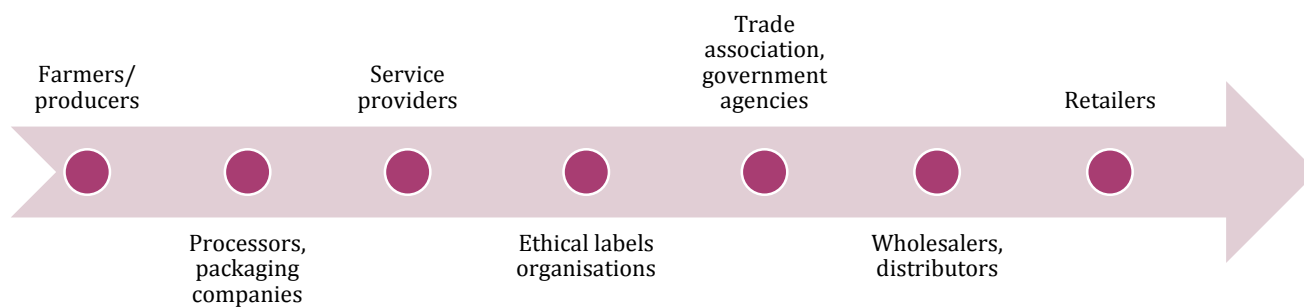 Farmers/
producers
Processors,
packaging
companies
Service
providers
Ethical labels
organisations
Trade
association,
government
agencies
Wholesalers,
distributors
Retailers